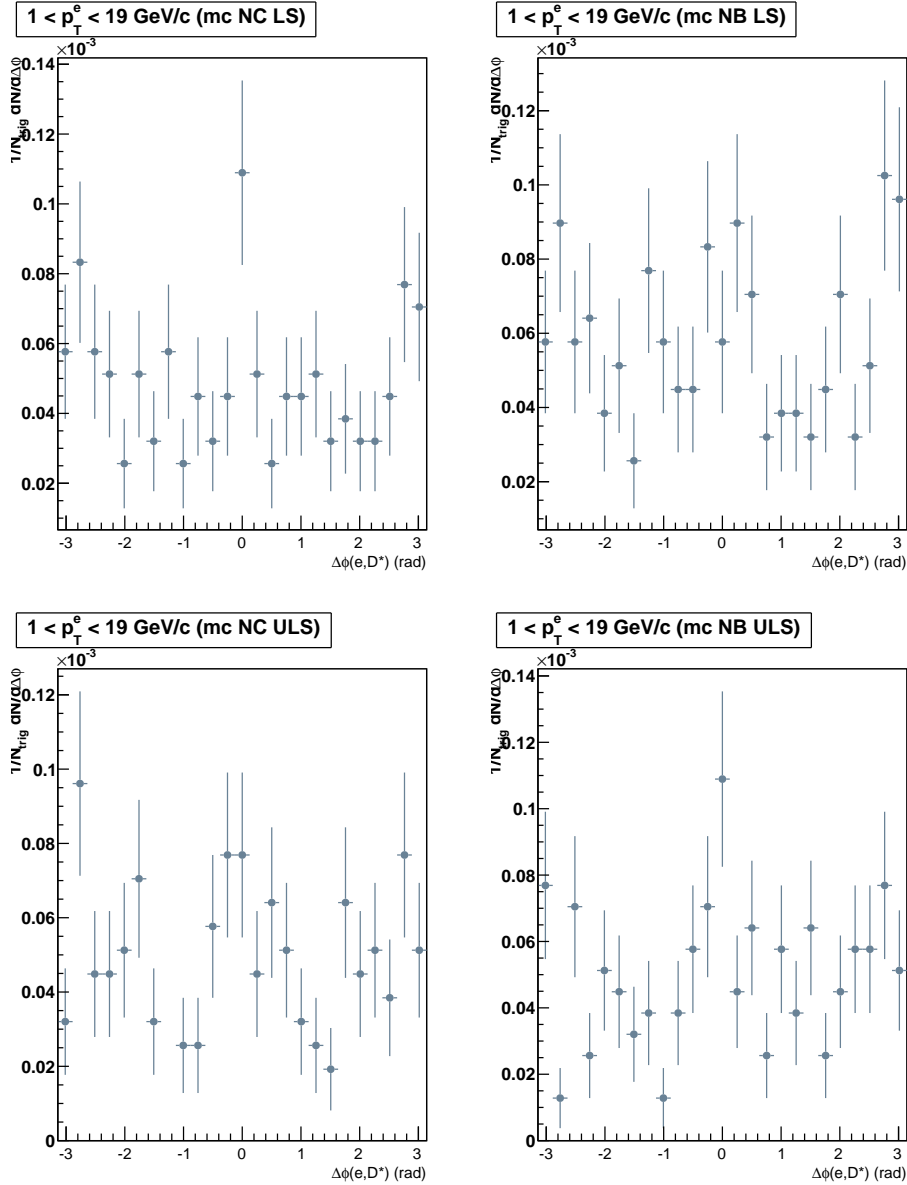 1 < p_T^e < 19 GeV/c (mc NC LS)
×10^-3
1/N_trig dN/dΔϕ
0.14
0.12
0.1
0.08
0.06
0.04
0.02
-3 -2 -1 0 1 2 3
Δϕ(e,D*) (rad)
1 < p_T^e < 19 GeV/c (mc NB LS)
×10^-3
1/N_trig dN/dΔϕ
0.12
0.1
0.08
0.06
0.04
0.02
0
-3 -2 -1 0 1 2 3
Δϕ(e,D*) (rad)
1 < p_T^e < 19 GeV/c (mc NC ULS)
×10^-3
1/N_trig dN/dΔϕ
0.12
0.1
0.08
0.06
0.04
0.02
0
-3 -2 -1 0 1 2 3
Δϕ(e,D*) (rad)
1 < p_T^e < 19 GeV/c (mc NB ULS)
×10^-3
1/N_trig dN/dΔϕ
0.14
0.12
0.1
0.08
0.06
0.04
0.02
0
-3 -2 -1 0 1 2 3
Δϕ(e,D*) (rad)